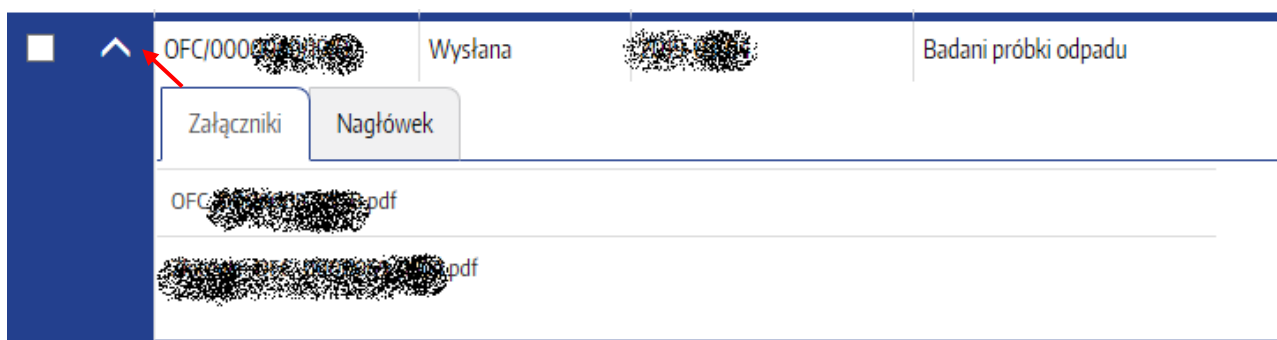 OFC/0000 Wysłana Badani próbki odpadu
Załączniki Nagłówek
OFC pdf
.pdf